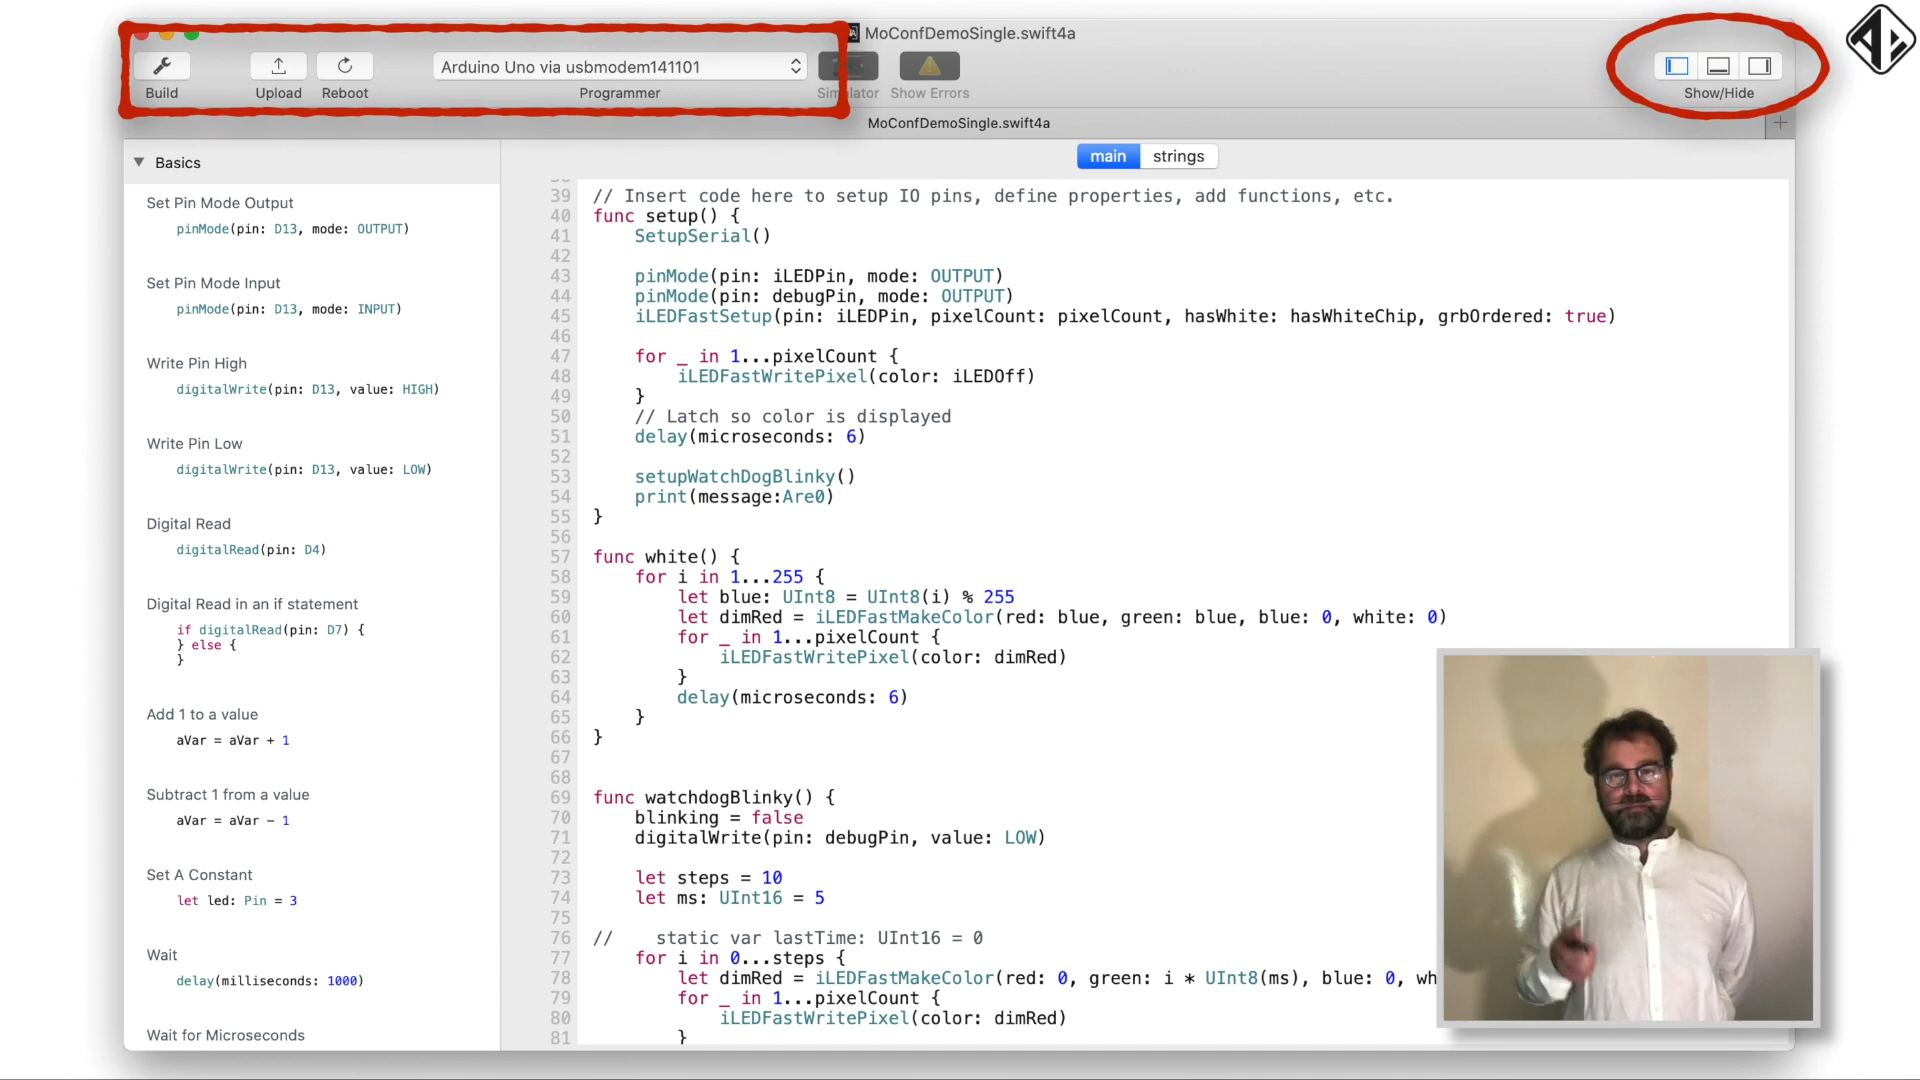 MoConfDemoSingle.swift4a
Arduino Uno via usbmodem141101
Build Upload Reboot Programmer Simulator Show Errors Show/Hide
MoConfDemoSingle.swift4a
main strings
Basics
Set Pin Mode Output
pinMode(pin: D13, mode: OUTPUT)
Set Pin Mode Input
pinMode(pin: D13, mode: INPUT)
Write Pin High
digitalWrite(pin: D13, value: HIGH)
Write Pin Low
digitalWrite(pin: D13, value: LOW)
Digital Read
digitalRead(pin: D4)
Digital Read in an if statement
if digitalRead(pin: D7) {
} else {
}
Add 1 to a value
aVar = aVar + 1
Subtract 1 from a value
aVar = aVar - 1
Set A Constant
let led: Pin = 3
Wait
delay(milliseconds: 1000)
Wait for Microseconds
39 // Insert code here to setup IO pins, define properties, add functions, etc.
40 func setup() {
41 SetupSerial()
42
43 pinMode(pin: iLEDPin, mode: OUTPUT)
44 pinMode(pin: debugPin, mode: OUTPUT)
45 iLEDFastSetup(pin: iLEDPin, pixelCount: pixelCount, hasWhite: hasWhiteChip, grbOrdered: true)
46
47 for _ in 1...pixelCount {
48 iLEDFastWritePixel(color: iLEDOff)
49 }
50 // Latch so color is displayed
51 delay(microseconds: 6)
52
53 setupWatchDogBlinky()
54 print(message:Are0)
55 }
56
57 func white() {
58 for i in 1...255 {
59 let blue: UInt8 = UInt8(i) % 255
60 let dimRed = iLEDFastMakeColor(red: blue, green: blue, blue: 0, white: 0)
61 for _ in 1...pixelCount {
62 iLEDFastWritePixel(color: dimRed)
63 }
64 delay(microseconds: 6)
65 }
66 }
67
68
69 func watchdogBlinky() {
70 blinking = false
71 digitalWrite(pin: debugPin, value: LOW)
72
73 let steps = 10
74 let ms: UInt16 = 5
75
76 // static var lastTime: UInt16 = 0
77 for i in 0...steps {
78 let dimRed = iLEDFastMakeColor(red: 0, green: i * UInt8(ms), blue: 0, wh
79 for _ in 1...pixelCount {
80 iLEDFastWritePixel(color: dimRed)
81 }